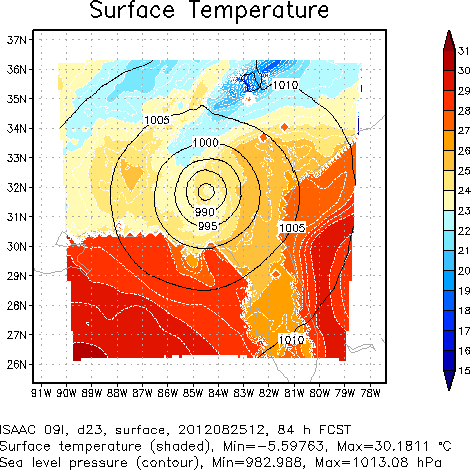 Surface Temperature
37N
36N
35N
34N
33N
32N
31N
30N
29N
28N
27N
26N
91W 90W 89W 88W 87W 86W 85W 84W 83W 82W 81W 80W 79W 78W
1010
1005
1000
990
995
1005
1010
31
30
29
28
27
26
25
24
23
22
21
20
19
18
17
16
15
ISAAC 09l, d23, surface, 2012082512, 84 h FCST
Surface temperature (shaded), Min=-5.59763, Max=30.1811 °C
Sea level pressure (contour), Min=982.988, Max=1013.08 hPa